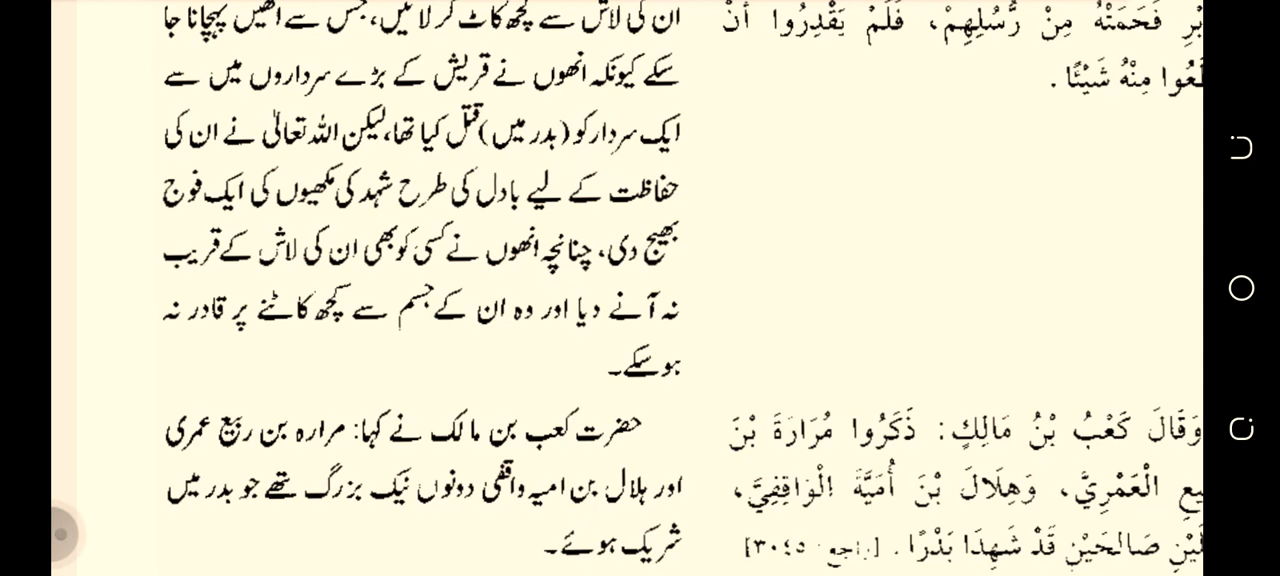 بْرِ فَحَمَتْهُ مِنْ رُّسُلِهِمْ، فَلَمْ يَقْدِرُوا أَنْ
عُوا مِنْهُ شَيْئًا .
وَقَالَ كَعْبُ بْنُ مَالِكٍ: ذَكَرُوا مُرَارَةَ بْنَ
يعِ الْعَمْرِيَّ، وَهِلَالَ بْنَ أُمَيَّةَ الْوَاقِفِيَّ،
لَيْنِ صَالِحَيْنِ قَدْ شَهِدَا بَدْرًا . [راجع: ٣٠٤٥]
ان کی لاش سے کچھ کاٹ کر لائیں، جس سے انھیں پہچانا جا
سکے کیونکہ انھوں نے قریش کے بڑے سرداروں میں سے
ایک سردار کو (بدر میں) قتل کیا تھا، لیکن اللہ تعالیٰ نے ان کی
حفاظت کے لیے بادل کی طرح شہد کی مکھیوں کی ایک فوج
بھیج دی، چنانچہ انھوں نے کسی کو بھی ان کی لاش کے قریب
نہ آنے دیا اور وہ ان کے جسم سے کچھ کاٹنے پر قادر نہ
ہو سکے۔
حضرت کعب بن مالک نے کہا: مرارہ بن ربیع عمری
اور ہلال بن امیہ واقفی دونوں نیک بزرگ تھے جو بدر میں
شریک ہوئے۔